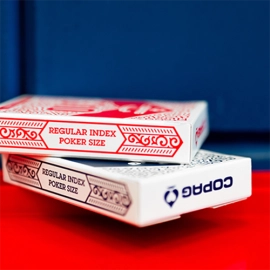 REGULAR INDEX
POKER SIZE
REGULAR INDEX
POKER SIZE
COPAG